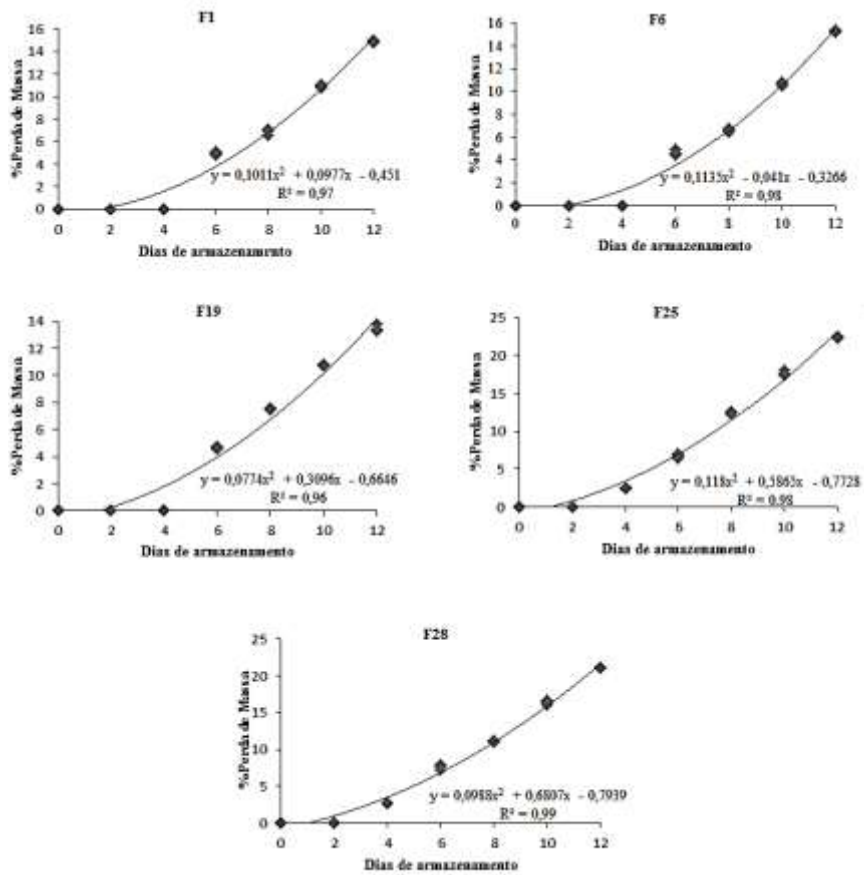 F1
%Perda de Massa
16
14
12
10
8
6
4
2
0
y = 0,1011x² + 0,0977x - 0,451
R² = 0,97
0 2 4 6 8 10 12
Dias de armazenamento
F6
%Perda de Massa
16
14
12
10
8
6
4
2
0
y = 0,1135x² - 0,041x - 0,3266
R² = 0,98
0 2 4 6 8 10 12
Dias de armazenamento
F19
%Perda de Massa
14
12
10
8
6
4
2
0
y = 0,0774x² + 0,3096x - 0,6646
R² = 0,96
0 2 4 6 8 10 12
Dias de armazenamento
F25
%Perda de Massa
25
20
15
10
5
0
y = 0,118x² + 0,5865x - 0,7728
R² = 0,98
0 2 4 6 8 10 12
Dias de armazenamento
F28
%Perda de Massa
25
20
15
10
5
0
y = 0,0988x² + 0,6807x - 0,7939
R² = 0,99
0 2 4 6 8 10 12
Dias de armazenamento